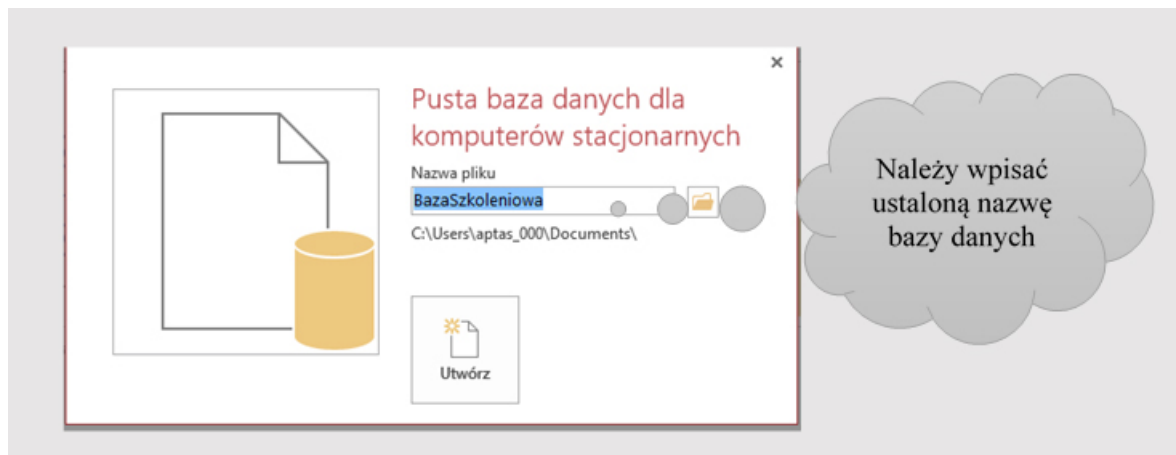 ×
Pusta baza danych dla
komputerów stacjonarnych
Nazwa pliku
BazaSzkoleniowa
C:\Users\aptas_000\Documents\
Utwórz
Należy wpisać
ustaloną nazwę
bazy danych